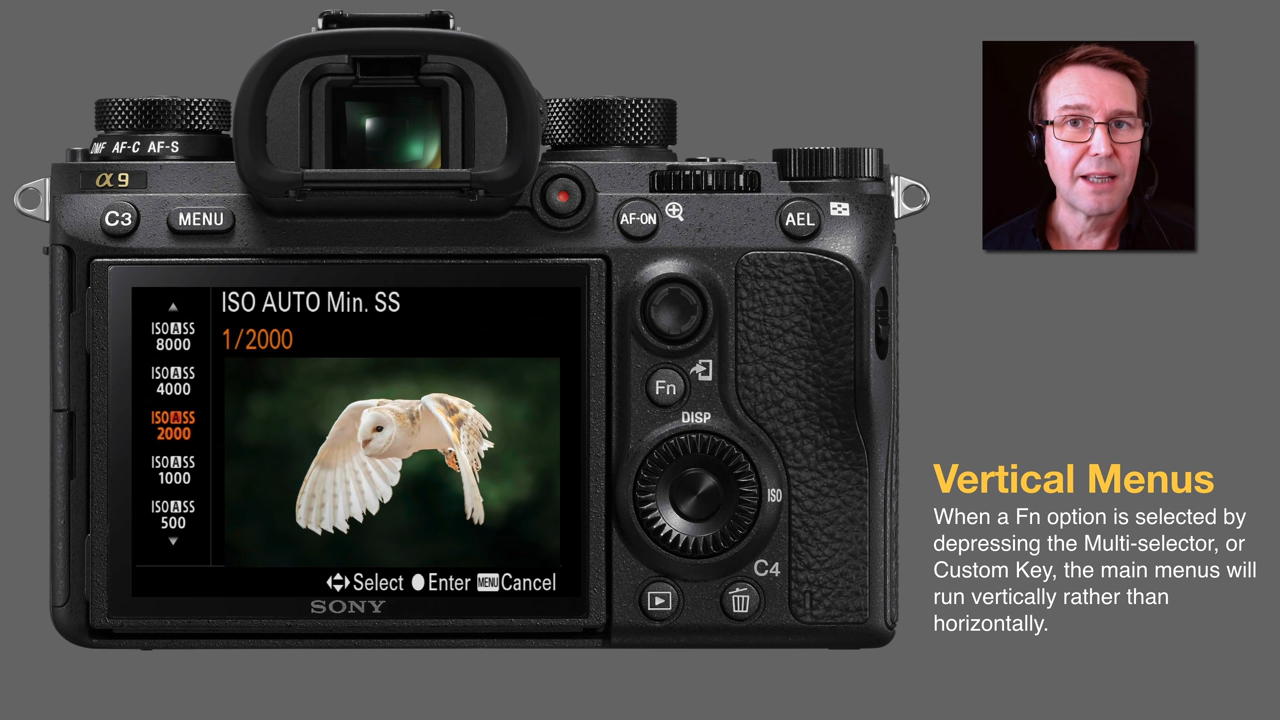 DMF AF-C AF-S
α9
C3
MENU
AF-ON
AEL
ISO AUTO Min. SS
1/2000
ISO A SS
8000
ISO A SS
4000
ISO A SS
2000
ISO A SS
1000
ISO A SS
500
Select Enter MENU Cancel
SONY
Fn
DISP
ISO
C4
Vertical Menus
When a Fn option is selected by
depressing the Multi-selector, or
Custom Key, the main menus will
run vertically rather than
horizontally.